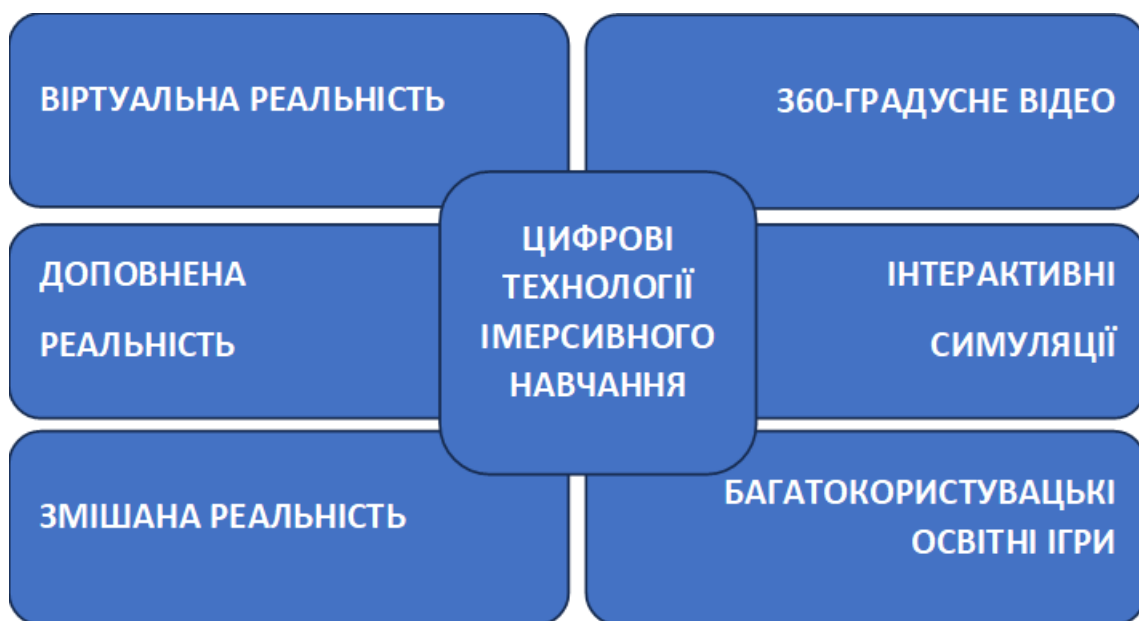 ВІРТУАЛЬНА РЕАЛЬНІСТЬ
360-ГРАДУСНЕ ВІДЕО
ЦИФРОВІ
ТЕХНОЛОГІЇ
ІМЕРСИВНОГО
НАВЧАННЯ
ДОПОВНЕНА
РЕАЛЬНІСТЬ
ІНТЕРАКТИВНІ
СИМУЛЯЦІЇ
ЗМІШАНА РЕАЛЬНІСТЬ
БАГАТОКОРИСТУВАЦЬКІ
ОСВІТНІ ІГРИ